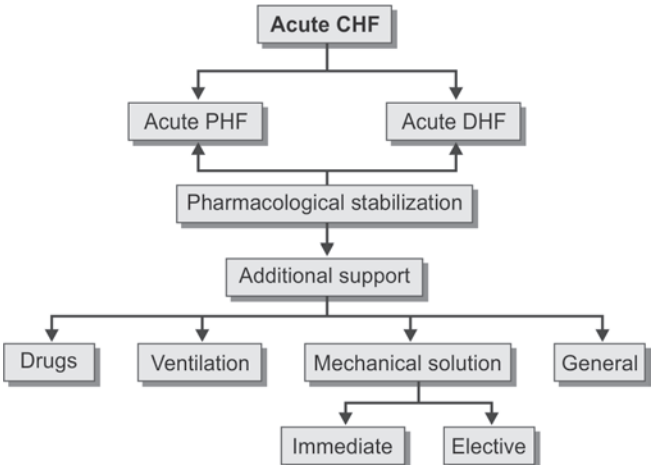 Acute CHF
Acute PHF
Acute DHF
Pharmacological stabilization
Additional support
Drugs
Ventilation
Mechanical solution
General
Immediate
Elective